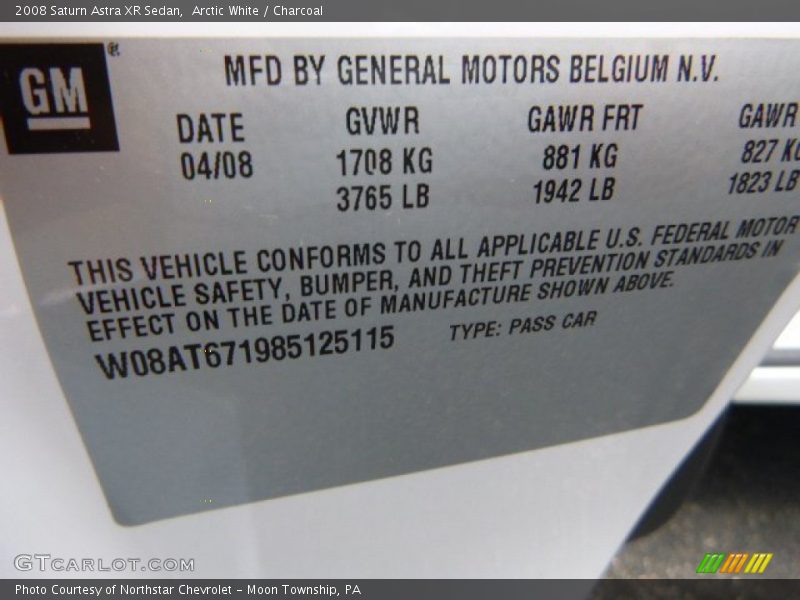 2008 Saturn Astra XR Sedan, Arctic White / Charcoal
GM ®
MFD BY GENERAL MOTORS BELGIUM N.V.
DATE GVWR GAWR FRT GAWR
04/08 1708 KG 881 KG 827 KG
3765 LB 1942 LB 1823 LB
THIS VEHICLE CONFORMS TO ALL APPLICABLE U.S. FEDERAL MOTOR
VEHICLE SAFETY, BUMPER, AND THEFT PREVENTION STANDARDS IN
EFFECT ON THE DATE OF MANUFACTURE SHOWN ABOVE.
W08AT671985125115 TYPE: PASS CAR
GTCARLOT.COM
Photo Courtesy of Northstar Chevrolet - Moon Township, PA